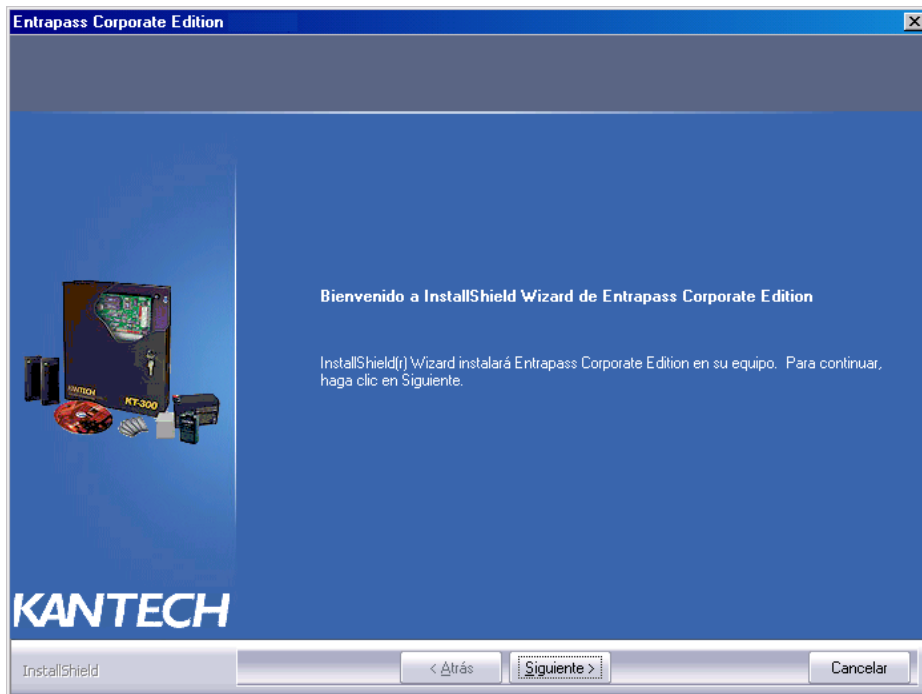 Entrapass Corporate Edition
Bienvenido a InstallShield Wizard de Entrapass Corporate Edition
InstallShield(r) Wizard instalará Entrapass Corporate Edition en su equipo.  Para continuar,
haga clic en Siguiente.
KANTECH
KT-300
KANTECH
InstallShield
< Atrás
Siguiente >
Cancelar